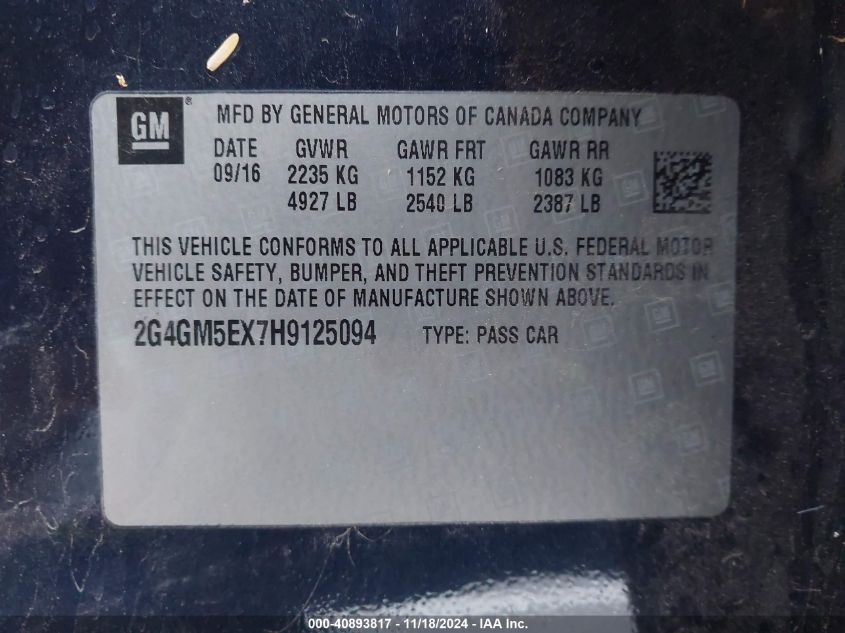 GM ®
MFD BY GENERAL MOTORS OF CANADA COMPANY
DATE GVWR GAWR FRT GAWR RR
09/16 2235 KG 1152 KG 1083 KG
4927 LB 2540 LB 2387 LB
THIS VEHICLE CONFORMS TO ALL APPLICABLE U.S. FEDERAL MOTOR
VEHICLE SAFETY, BUMPER, AND THEFT PREVENTION STANDARDS IN
EFFECT ON THE DATE OF MANUFACTURE SHOWN ABOVE.
2G4GM5EX7H9125094 TYPE: PASS CAR
000-40893817 - 11/18/2024 - IAA Inc.